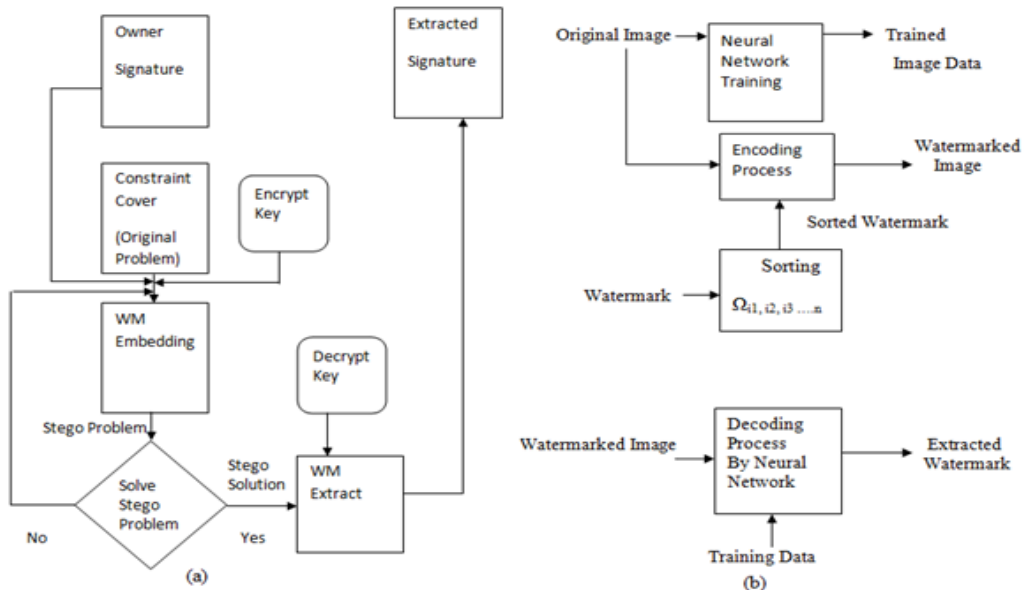 Owner
Signature
Constraint
Cover
(Original
Problem)
Encrypt
Key
WM
Embedding
Stego Problem
Solve
Stego
Problem
No
Yes
Stego
Solution
Decrypt
Key
WM
Extract
Extracted
Signature
(a)
Original Image
Neural
Network
Training
Trained
Image Data
Encoding
Process
Watermarked
Image
Sorted Watermark
Sorting
Watermark
Ωi1, i2, i3 ....n
Watermarked Image
Decoding
Process
By Neural
Network
Extracted
Watermark
Training Data
(b)